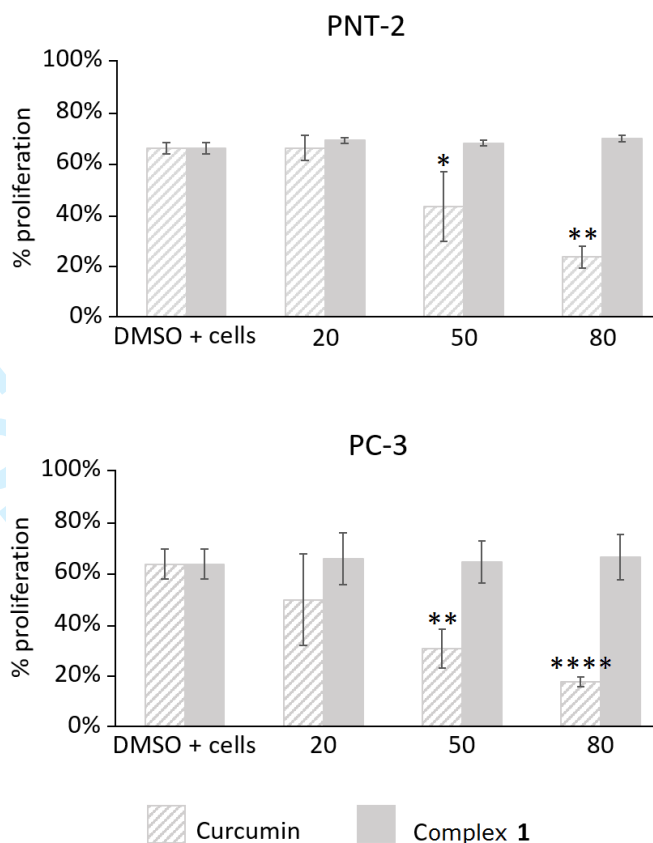 PNT-2
% proliferation
100%
80%
60%
40%
20%
0%
*
**
DMSO + cells 20 50 80
PC-3
% proliferation
100%
80%
60%
40%
20%
0%
**
****
DMSO + cells 20 50 80
Curcumin Complex 1